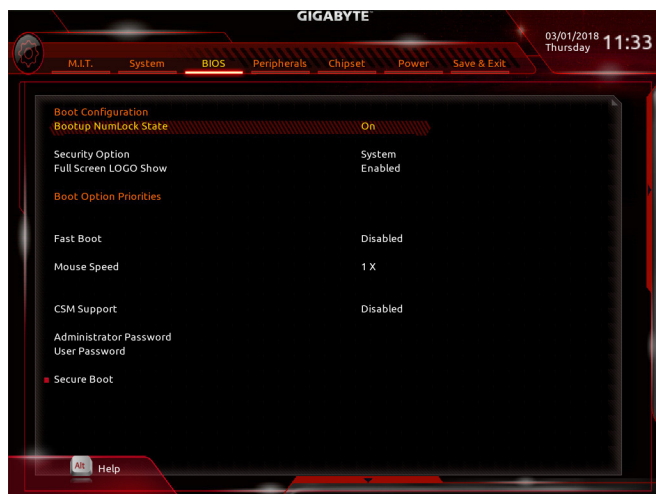 GIGABYTE™
03/01/2018
Thursday
11:33
M.I.T. System BIOS Peripherals Chipset Power Save & Exit
Boot Configuration
Bootup NumLock State On
Security Option System
Full Screen LOGO Show Enabled
Boot Option Priorities
Fast Boot Disabled
Mouse Speed 1 X
CSM Support Disabled
Administrator Password
User Password
Secure Boot
Alt Help